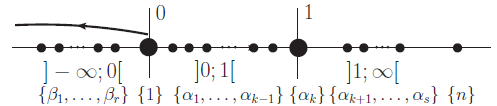 0 1
]−∞;0[ ]0;1[ ]1;∞[
{β₁,…,βᵣ} {1} {α₁,…,αₖ₋₁} {αₖ} {αₖ₊₁,…,αₛ} {n}